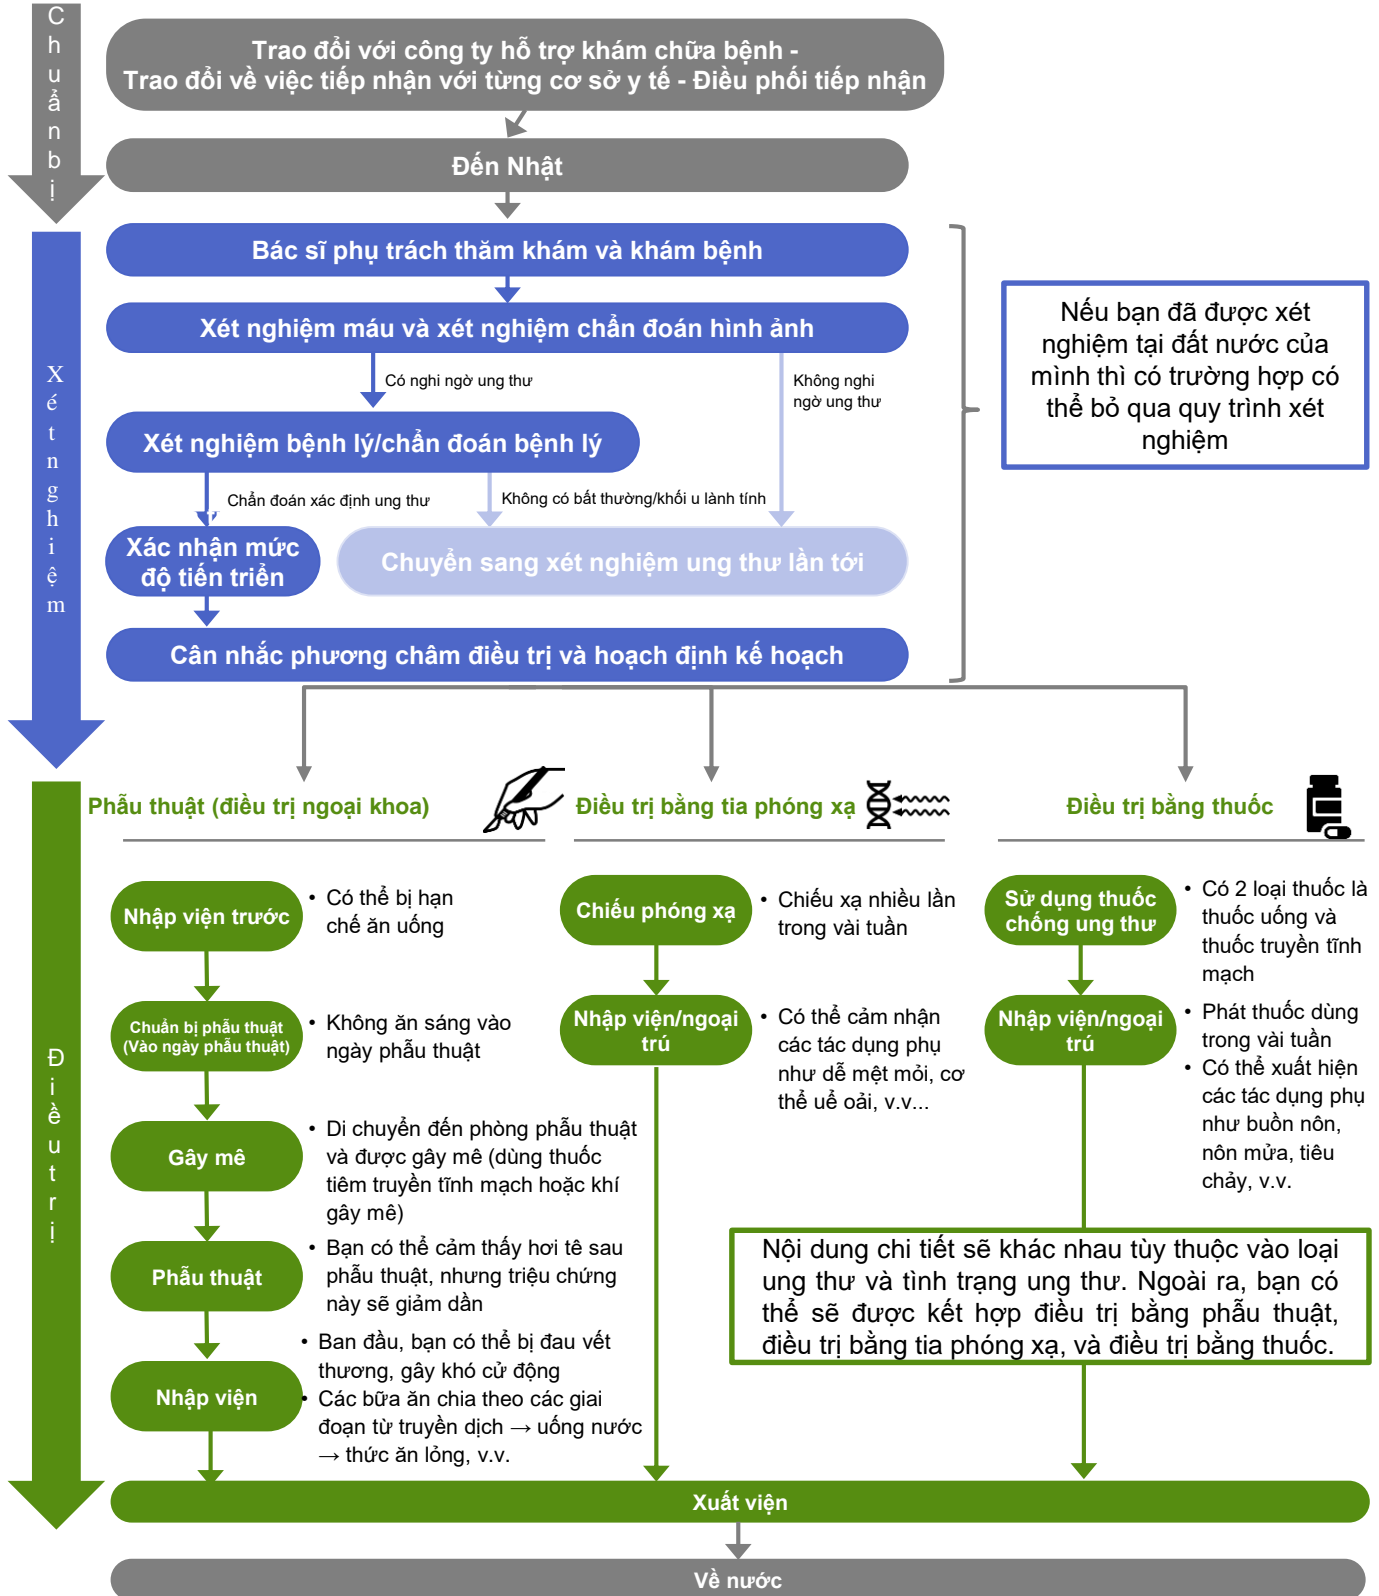 Chuẩn bị
Trao đổi với công ty hỗ trợ khám chữa bệnh -
Trao đổi về việc tiếp nhận với từng cơ sở y tế - Điều phối tiếp nhận
Đến Nhật
Xét nghiệm
Bác sĩ phụ trách thăm khám và khám bệnh
Xét nghiệm máu và xét nghiệm chẩn đoán hình ảnh
Có nghi ngờ ung thư
Không nghi
ngờ ung thư
Xét nghiệm bệnh lý/chẩn đoán bệnh lý
Chẩn đoán xác định ung thư
Không có bất thường/khối u lành tính
Xác nhận mức
độ tiến triển
Chuyển sang xét nghiệm ung thư lần tới
Cân nhắc phương châm điều trị và hoạch định kế hoạch
Nếu bạn đã được xét
nghiệm tại đất nước của
mình thì có trường hợp có
thể bỏ qua quy trình xét
nghiệm
Điều trị
Phẫu thuật (điều trị ngoại khoa)
Nhập viện trước
• Có thể bị hạn
chế ăn uống
Chuẩn bị phẫu thuật
(Vào ngày phẫu thuật)
• Không ăn sáng vào
ngày phẫu thuật
Gây mê
• Di chuyển đến phòng phẫu thuật
và được gây mê (dùng thuốc
tiêm truyền tĩnh mạch hoặc khí
gây mê)
Phẫu thuật
• Bạn có thể cảm thấy hơi tê sau
phẫu thuật, nhưng triệu chứng
này sẽ giảm dần
Nhập viện
• Ban đầu, bạn có thể bị đau vết
thương, gây khó cử động
• Các bữa ăn chia theo các giai
đoạn từ truyền dịch → uống nước
→ thức ăn lỏng, v.v.
Điều trị bằng tia phóng xạ
Chiếu phóng xạ
• Chiếu xạ nhiều lần
trong vài tuần
Nhập viện/ngoại
trú
• Có thể cảm nhận
các tác dụng phụ
như dễ mệt mỏi, cơ
thể uể oải, v.v...
Điều trị bằng thuốc
Sử dụng thuốc
chống ung thư
• Có 2 loại thuốc là
thuốc uống và
thuốc truyền tĩnh
mạch
Nhập viện/ngoại
trú
• Phát thuốc dùng
trong vài tuần
• Có thể xuất hiện
các tác dụng phụ
như buồn nôn,
nôn mửa, tiêu
chảy, v.v.
Nội dung chi tiết sẽ khác nhau tùy thuộc vào loại
ung thư và tình trạng ung thư. Ngoài ra, bạn có
thể sẽ được kết hợp điều trị bằng phẫu thuật,
điều trị bằng tia phóng xạ, và điều trị bằng thuốc.
Xuất viện
Về nước